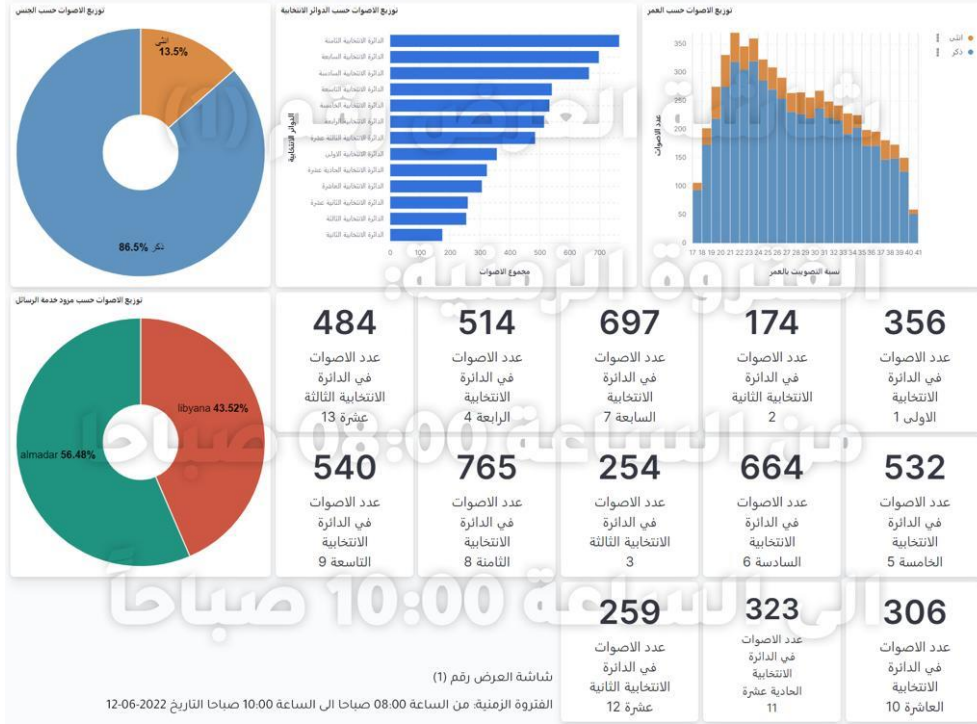 توزيع الاصوات حسب العمر
انثى
ذكر
عدد الاصوات
350
300
250
200
150
100
50
0
17 18 19 20 21 22 23 24 25 26 27 28 29 30 31 32 33 34 35 36 37 38 39 40 41
نسبة التصويت بالعمر
توزيع الاصوات حسب الدوائر الانتخابية
الدوائر الانتخابية
الدائرة الانتخابية الثامنة
الدائرة الانتخابية السابعة
الدائرة الانتخابية السادسة
الدائرة الانتخابية التاسعة
الدائرة الانتخابية الخامسة
الدائرة الانتخابية الرابعة
الدائرة الانتخابية الثالثة عشرة
الدائرة الانتخابية الاولى
الدائرة الانتخابية الحادية عشرة
الدائرة الانتخابية العاشرة
الدائرة الانتخابية الثانية عشرة
الدائرة الانتخابية الثالثة
الدائرة الانتخابية الثانية
0 100 200 300 400 500 600 700
مجموع الاصوات
توزيع الاصوات حسب الجنس
انثى
13.5%
ذكر 86.5%
شاشة العرض رقم (1)
الفتروة الزمنية:
من الساعة 08:00 صباحا
الى الساعة 10:00 صباحاً
356
عدد الاصوات
في الدائرة
الانتخابية
الاولى 1
174
عدد الاصوات
في الدائرة
الانتخابية الثانية
2
697
عدد الاصوات
في الدائرة
الانتخابية
السابعة 7
514
عدد الاصوات
في الدائرة
الانتخابية
الرابعة 4
484
عدد الاصوات
في الدائرة
الانتخابية الثالثة
عشرة 13
توزيع الاصوات حسب مزود خدمة الرسائل
libyana 43.52%
almadar 56.48%
532
عدد الاصوات
في الدائرة
الانتخابية
الخامسة 5
664
عدد الاصوات
في الدائرة
الانتخابية
السادسة 6
254
عدد الاصوات
في الدائرة
الانتخابية الثالثة
3
765
عدد الاصوات
في الدائرة
الانتخابية
الثامنة 8
540
عدد الاصوات
في الدائرة
الانتخابية
التاسعة 9
306
عدد الاصوات
في الدائرة
الانتخابية
العاشرة 10
323
عدد الاصوات
في الدائرة
الانتخابية
الحادية عشرة
11
259
عدد الاصوات
في الدائرة
الانتخابية الثانية
عشرة 12
شاشة العرض رقم (1)
الفتروة الزمنية: من الساعة 08:00 صباحا الى الساعة 10:00 صباحا التاريخ 2022-06-12